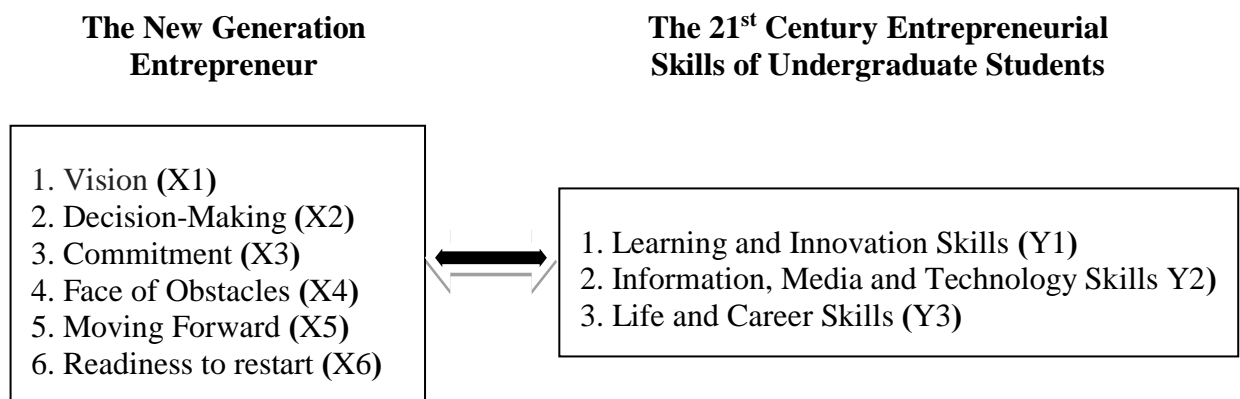 The New Generation
Entrepreneur
The 21st Century Entrepreneurial
Skills of Undergraduate Students
1. Vision (X1)
2. Decision-Making (X2)
3. Commitment (X3)
4. Face of Obstacles (X4)
5. Moving Forward (X5)
6. Readiness to restart (X6)
1. Learning and Innovation Skills (Y1)
2. Information, Media and Technology Skills Y2)
3. Life and Career Skills (Y3)